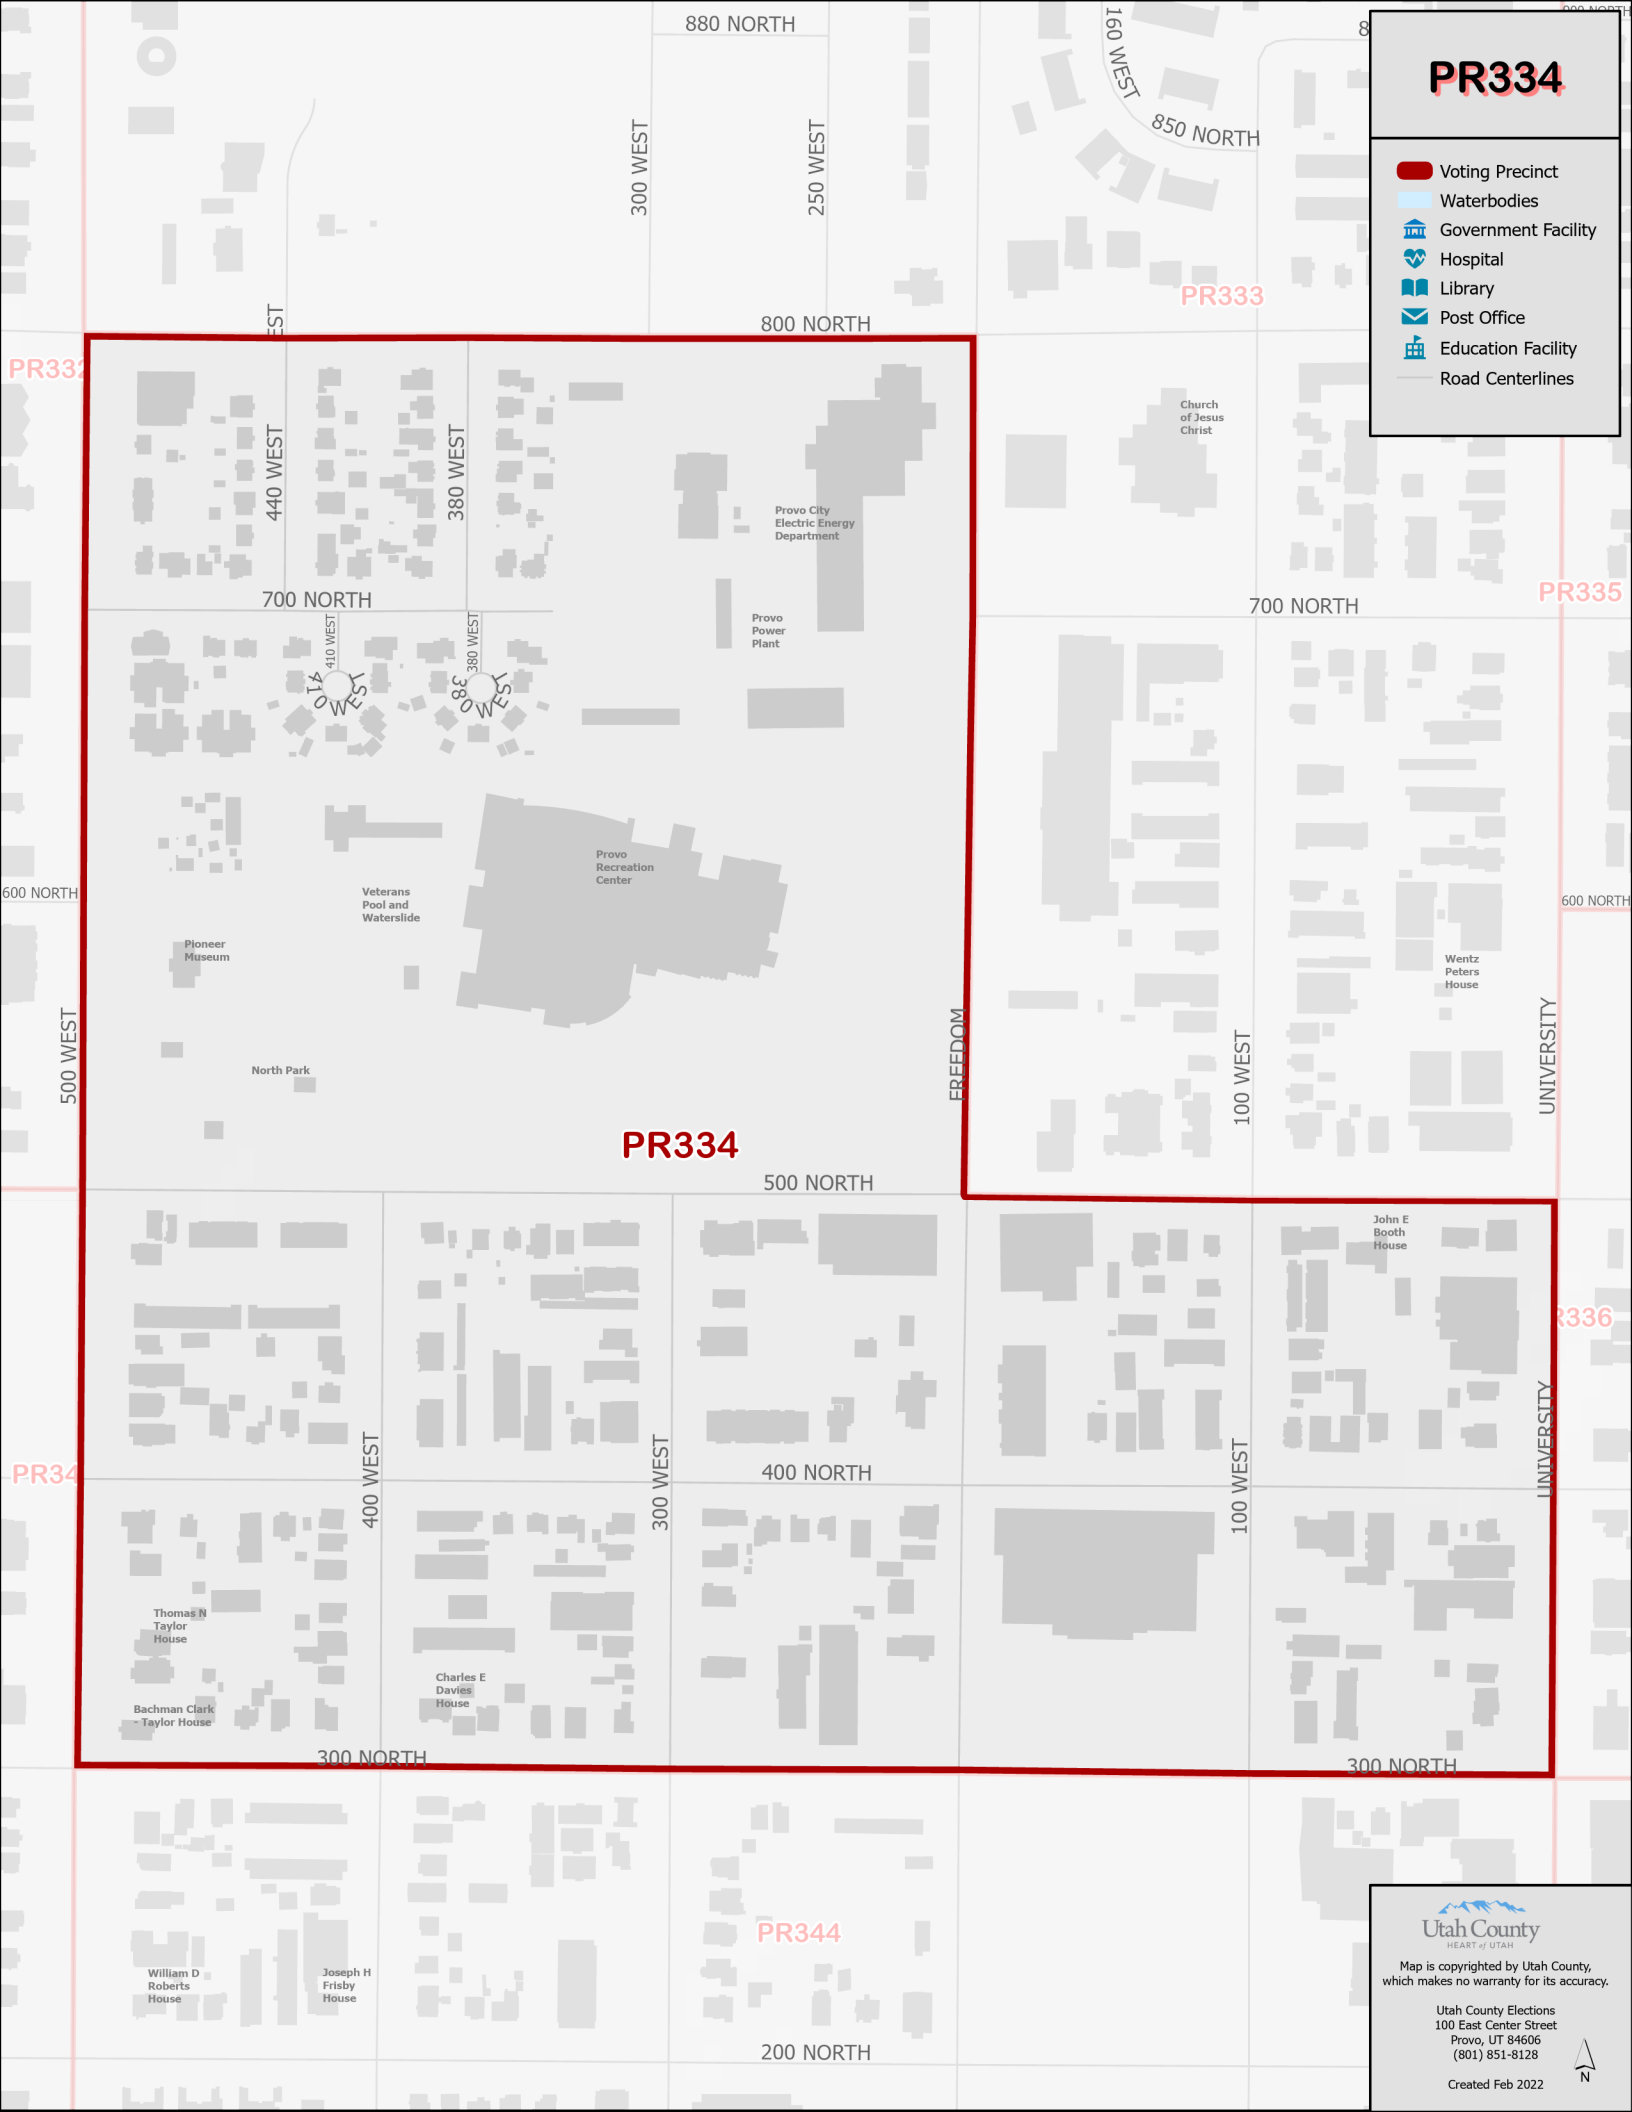 880 NORTH
160 WEST
850 NORTH
300 WEST
250 WEST
PR334
Voting Precinct
Waterbodies
Government Facility
Hospital
Library
Post Office
Education Facility
Road Centerlines
PR333
800 NORTH
PR332
440 WEST
380 WEST
Church
of Jesus
Christ
Provo City
Electric Energy
Department
700 NORTH
700 NORTH
PR335
410 WEST
380 WEST
410 WEST
380 WEST
Provo
Power
Plant
Provo
Recreation
Center
Veterans
Pool and
Waterslide
600 NORTH
600 NORTH
Pioneer
Museum
Wentz
Peters
House
500 WEST
North Park
FREEDOM
100 WEST
UNIVERSITY
PR334
500 NORTH
John E
Booth
House
UNIVERSITY
400 WEST
300 WEST
100 WEST
400 NORTH
PR34
Thomas N
Taylor
House
Charles E
Davies
House
Bachman Clark
- Taylor House
300 NORTH
300 NORTH
PR344
William D
Roberts
House
Joseph H
Frisby
House
200 NORTH
Utah County
HEART of UTAH
Map is copyrighted by Utah County,
which makes no warranty for its accuracy.
Utah County Elections
100 East Center Street
Provo, UT 84606
(801) 851-8128
N
Created Feb 2022